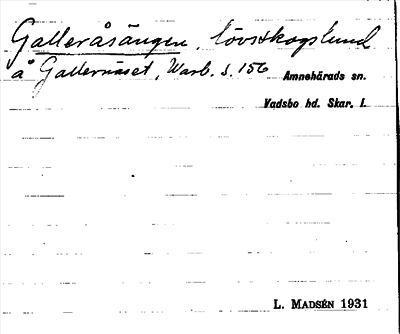 Galleråsängen, lövskogslund
å Gallernäset, Warb. s. 156
Amnehärads sn.
Vadsbo hd. Skar. l.
L. MADSÉN 1931